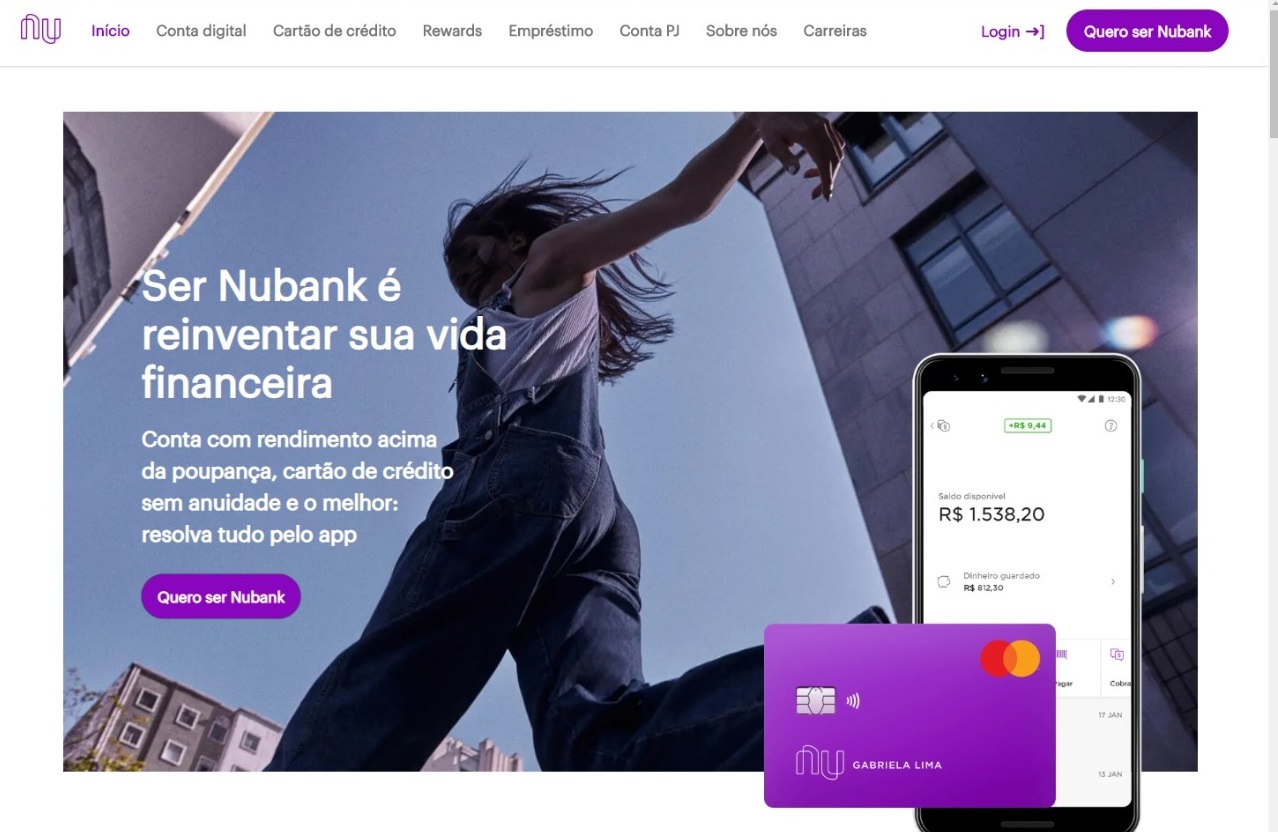 nu
Início
Conta digital
Cartão de crédito
Rewards
Empréstimo
Conta PJ
Sobre nós
Carreiras
Login
Quero ser Nubank
Ser Nubank é
reinventar sua vida
financeira
Conta com rendimento acima
da poupança, cartão de crédito
sem anuidade e o melhor:
resolva tudo pelo app
Quero ser Nubank
12:30
+R$ 9,44
?
Saldo disponível
R$ 1.538,20
Dinheiro guardado
R$ 812,30
agar
Cobra
17 JAN
13 JAN
nu
GABRIELA LIMA